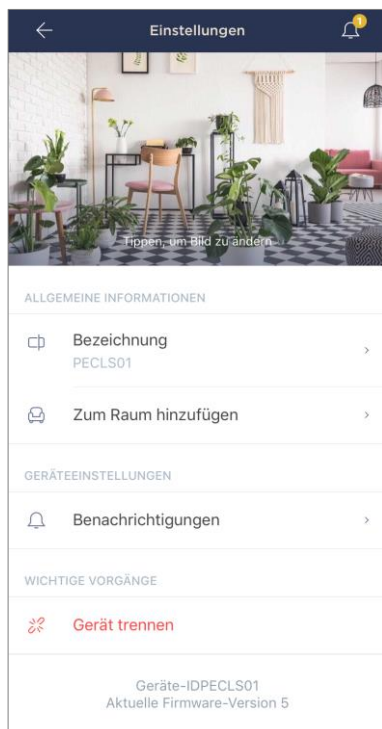 Einstellungen
1
Tippen, um Bild zu ändern
ALLGEMEINE INFORMATIONEN
Bezeichnung
PECLS01
Zum Raum hinzufügen
GERÄTEEINSTELLUNGEN
Benachrichtigungen
WICHTIGE VORGÄNGE
Gerät trennen
Geräte-IDPECLS01
Aktuelle Firmware-Version 5